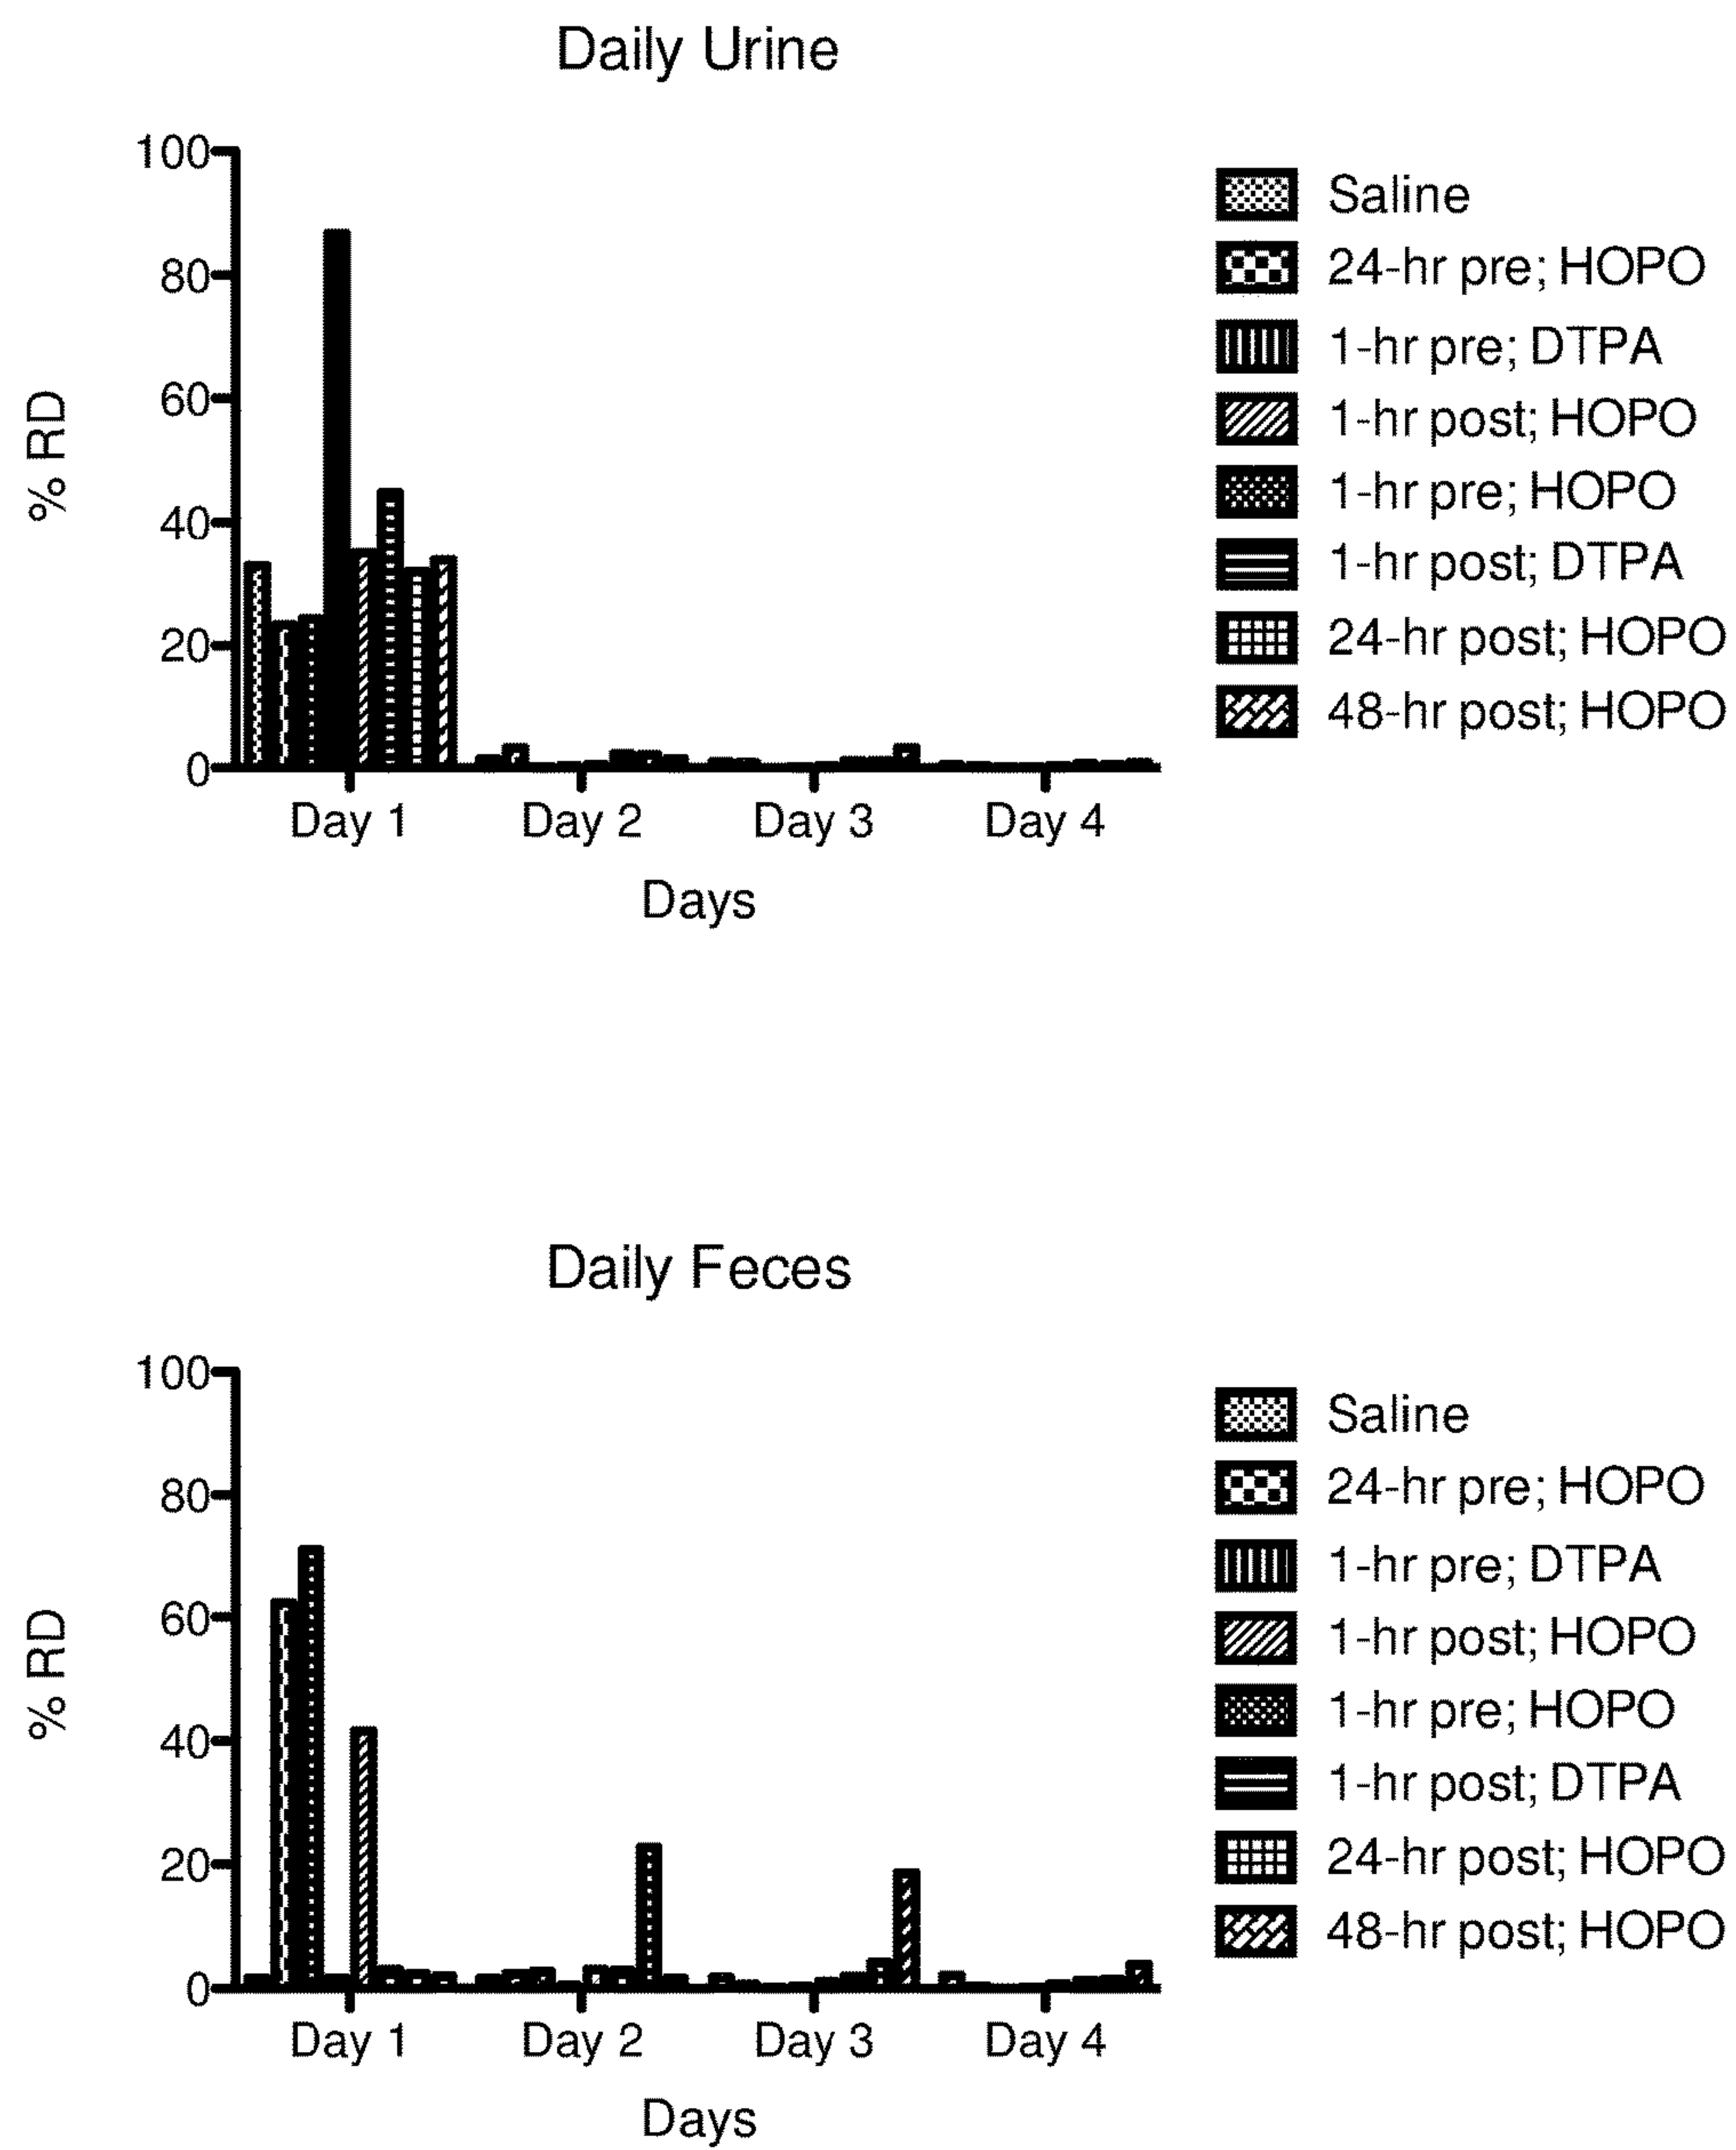 Daily Urine
100
80
60
40
20
0
% RD
Day 1 Day 2 Day 3 Day 4
Days
Saline
24-hr pre; HOPO
1-hr pre; DTPA
1-hr post; HOPO
1-hr pre; HOPO
1-hr post; DTPA
24-hr post; HOPO
48-hr post; HOPO
Daily Feces
100
80
60
40
20
0
% RD
Day 1 Day 2 Day 3 Day 4
Days
Saline
24-hr pre; HOPO
1-hr pre; DTPA
1-hr post; HOPO
1-hr pre; HOPO
1-hr post; DTPA
24-hr post; HOPO
48-hr post; HOPO